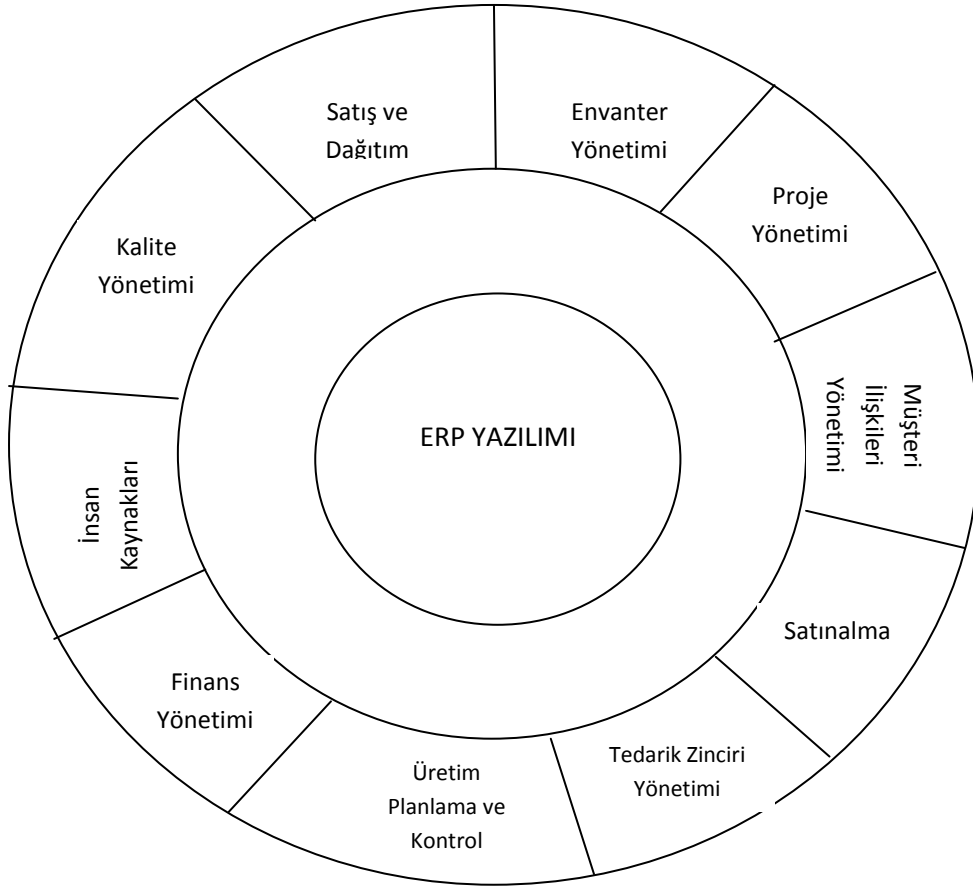 Satış ve
Dağıtım
Envanter
Yönetimi
Proje
Yönetimi
Müşteri
İlişkileri
Yönetimi
Satınalma
Tedarik Zinciri
Yönetimi
Üretim
Planlama ve
Kontrol
Finans
Yönetimi
İnsan
Kaynakları
Kalite
Yönetimi
ERP YAZILIMI